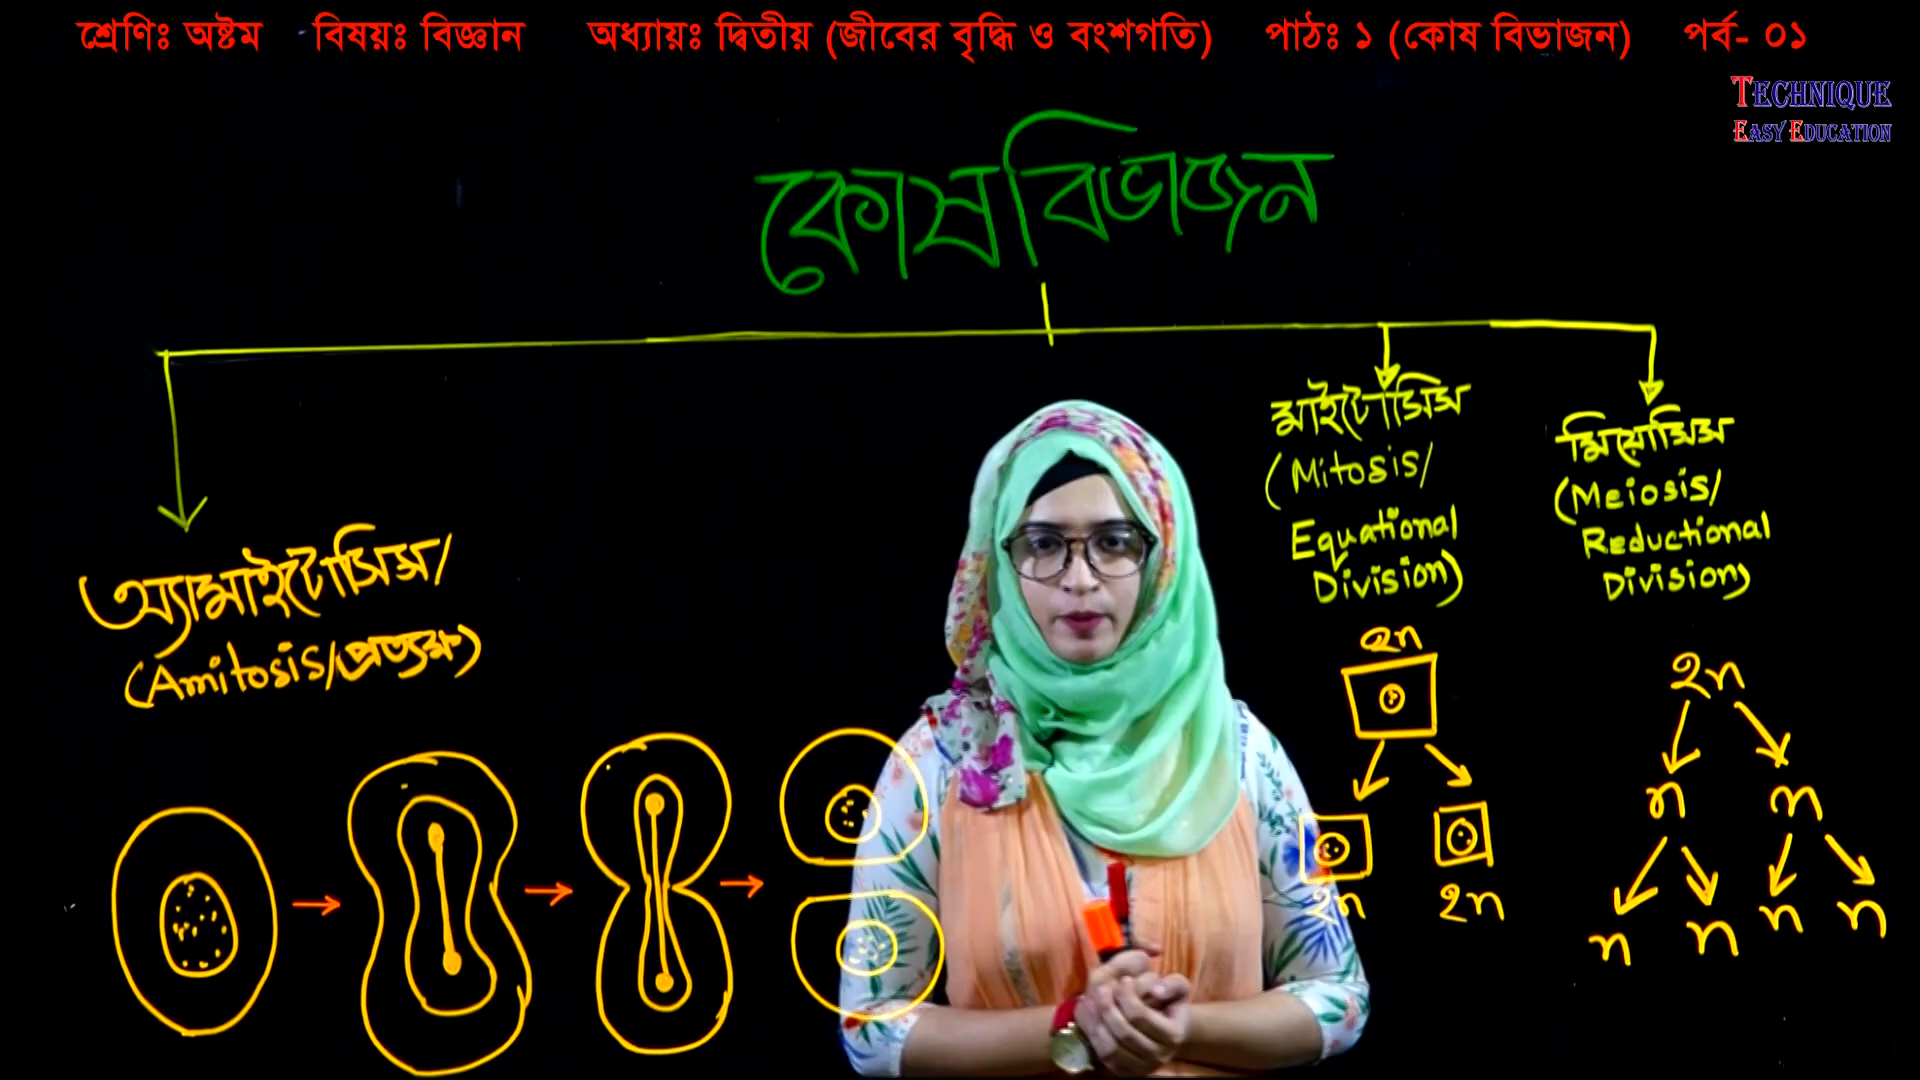 শ্রেণিঃ অষ্টম বিষয়ঃ বিজ্ঞান অধ্যায়ঃ দ্বিতীয় (জীবের বৃদ্ধি ও বংশগতি) পাঠঃ ১ (কোষ বিভাজন) পর্ব- ০১
TECHNIQUE
EASY EDUCATION
কোষ বিভাজন
অ্যামাইটোসিস/
(Amitosis/প্রত্যক্ষ)
মাইটোসিস
(Mitosis/
Equational
Division)
2n
2n 2n
মিয়োসিস
(Meiosis/
Reductional
Division)
2n
n n
n n n n